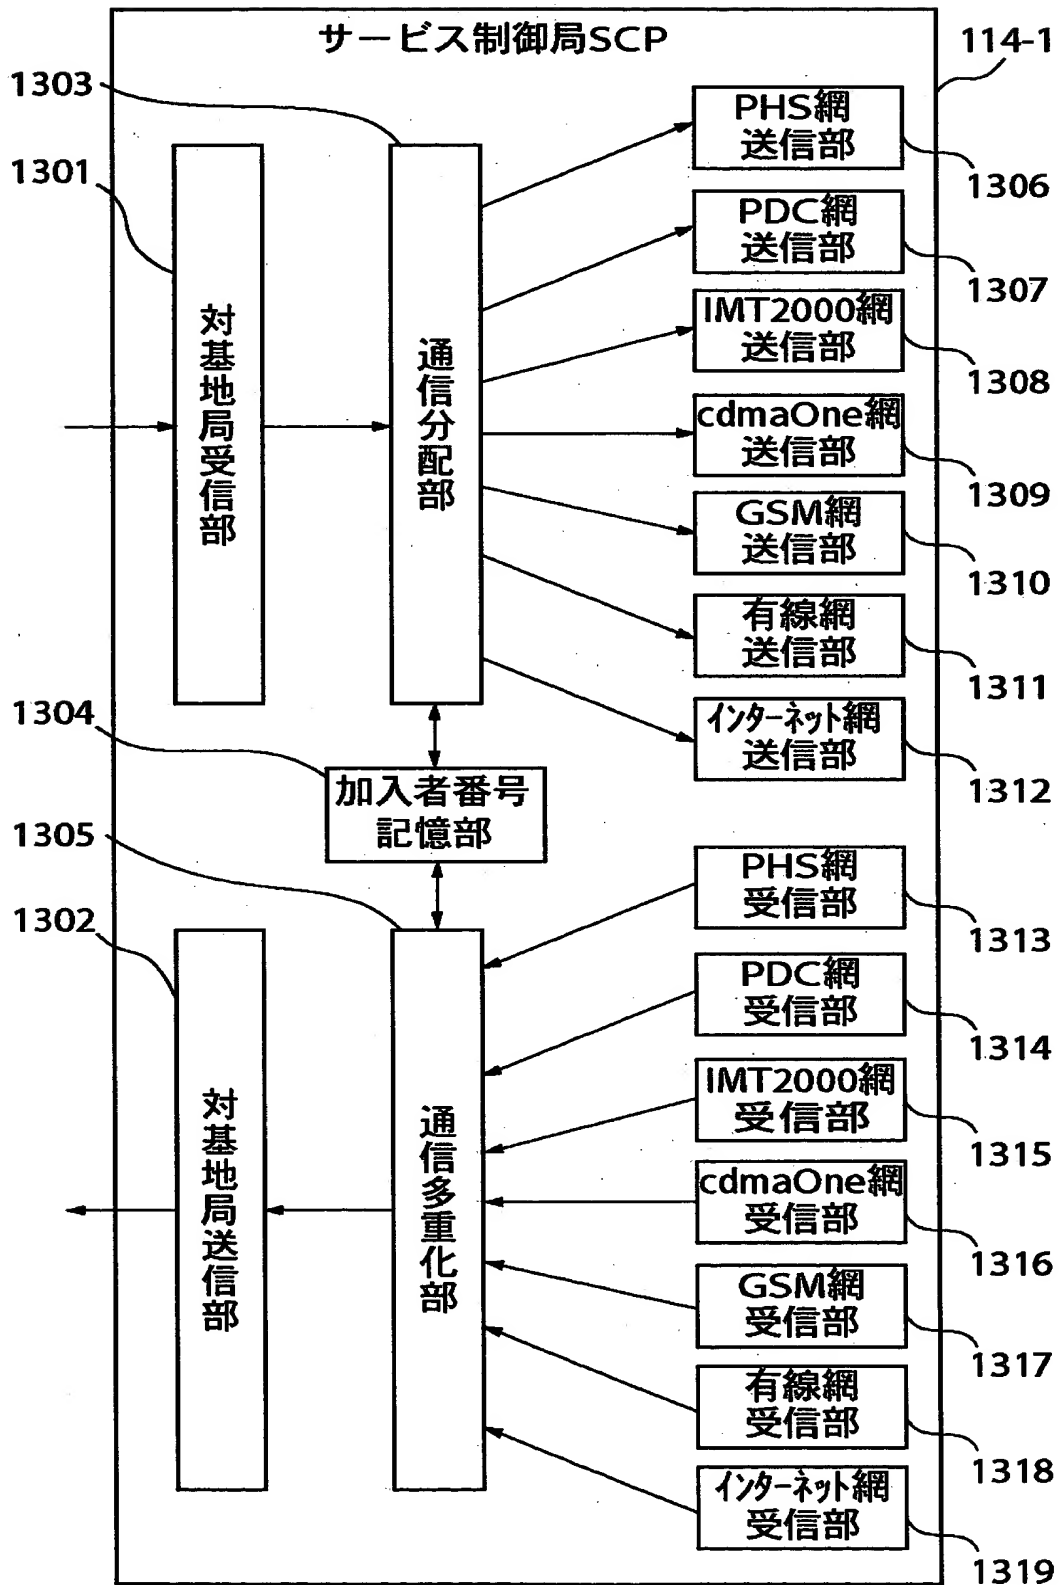 サービス制御局SCP
114-1
1303
1301
対基地局受信部
通信分配部
PHS網
送信部
1306
PDC網
送信部
1307
IMT2000網
送信部
1308
cdmaOne網
送信部
1309
GSM網
送信部
1310
有線網
送信部
1311
インターネット網
送信部
1312
1304
加入者番号
記憶部
1305
1302
対基地局送信部
通信多重化部
PHS網
受信部
1313
PDC網
受信部
1314
IMT2000網
受信部
1315
cdmaOne網
受信部
1316
GSM網
受信部
1317
有線網
受信部
1318
インターネット網
受信部
1319